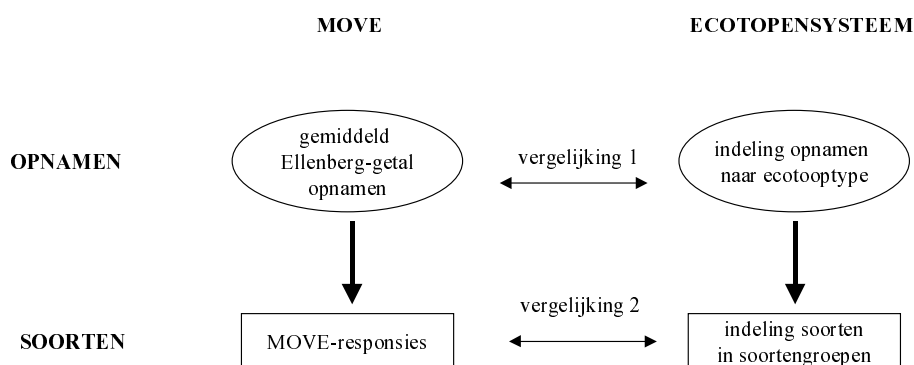 MOVE
ECOTOPENSYSTEEM
OPNAMEN
gemiddeld
Ellenberg-getal
opnamen
vergelijking 1
indeling opnamen
naar ecotooptype
SOORTEN
MOVE-responsies
vergelijking 2
indeling soorten
in soortengroepen